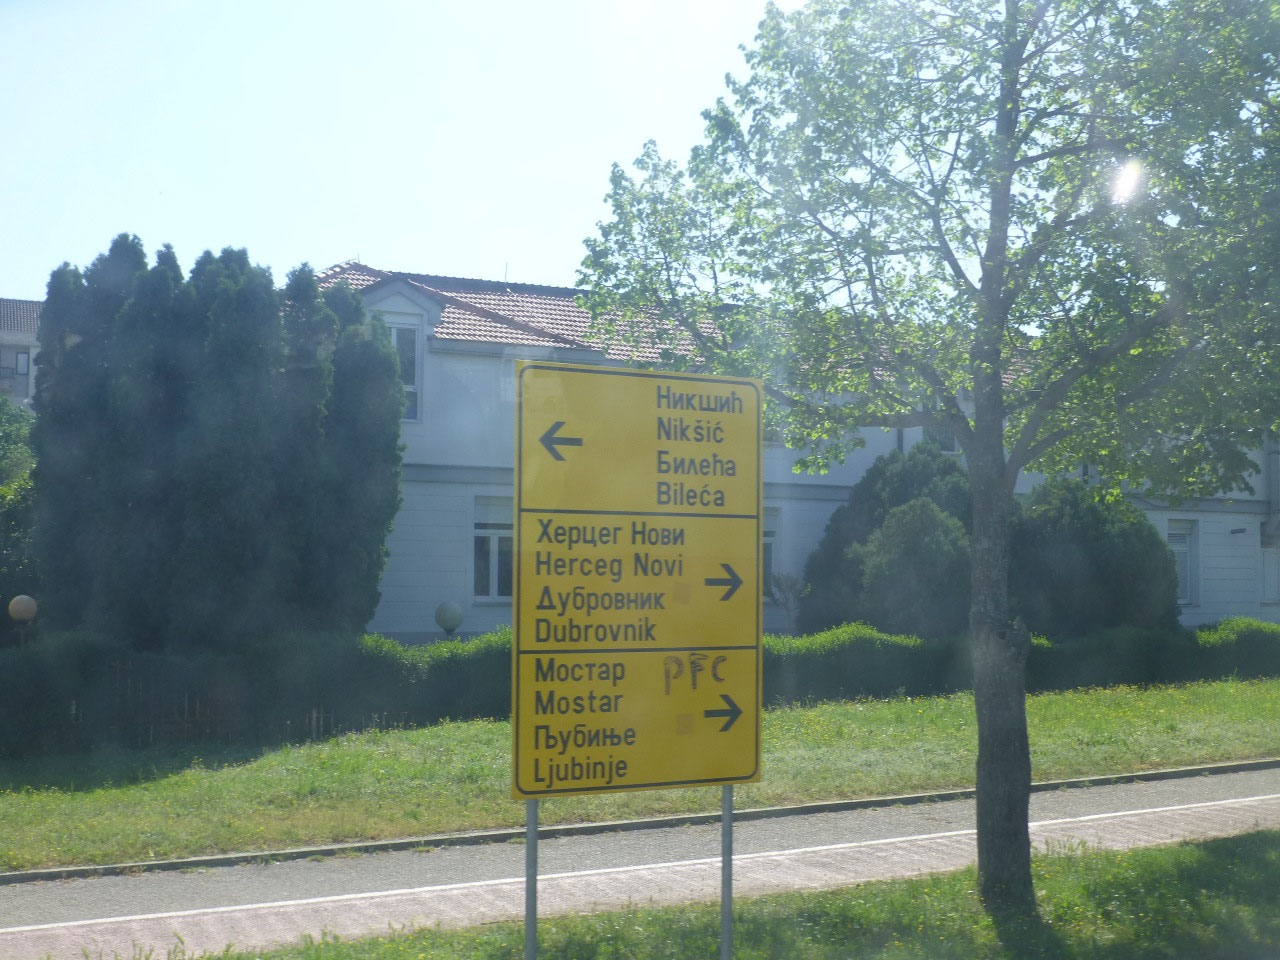 Никшић
Nikšić
Билећа
Bileća
Херцег Нови
Herceg Novi
Дубровник
Dubrovnik
Мостар PFC
Mostar
Љубиње
Ljubinje